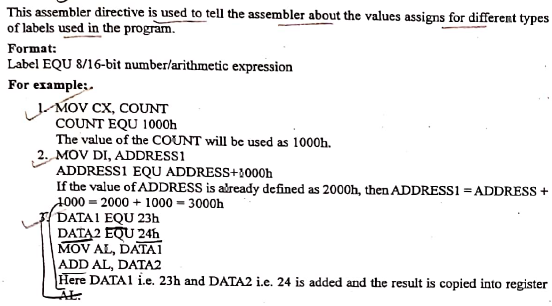 This assembler directive is used to tell the assembler about the values assigns for different types
of labels used in the program.
Format:
Label EQU 8/16-bit number/arithmetic expression
For example:
1. MOV CX, COUNT
COUNT EQU 1000h
The value of the COUNT will be used as 1000h.
2. MOV DI, ADDRESS1
ADDRESS1 EQU ADDRESS+1000h
If the value of ADDRESS is already defined as 2000h, then ADDRESS1 = ADDRESS +
1000 = 2000 + 1000 = 3000h
3. DATA1 EQU 23h
DATA2 EQU 24h
MOV AL, DATA1
ADD AL, DATA2
Here DATA1 i.e. 23h and DATA2 i.e. 24 is added and the result is copied into register
AL.